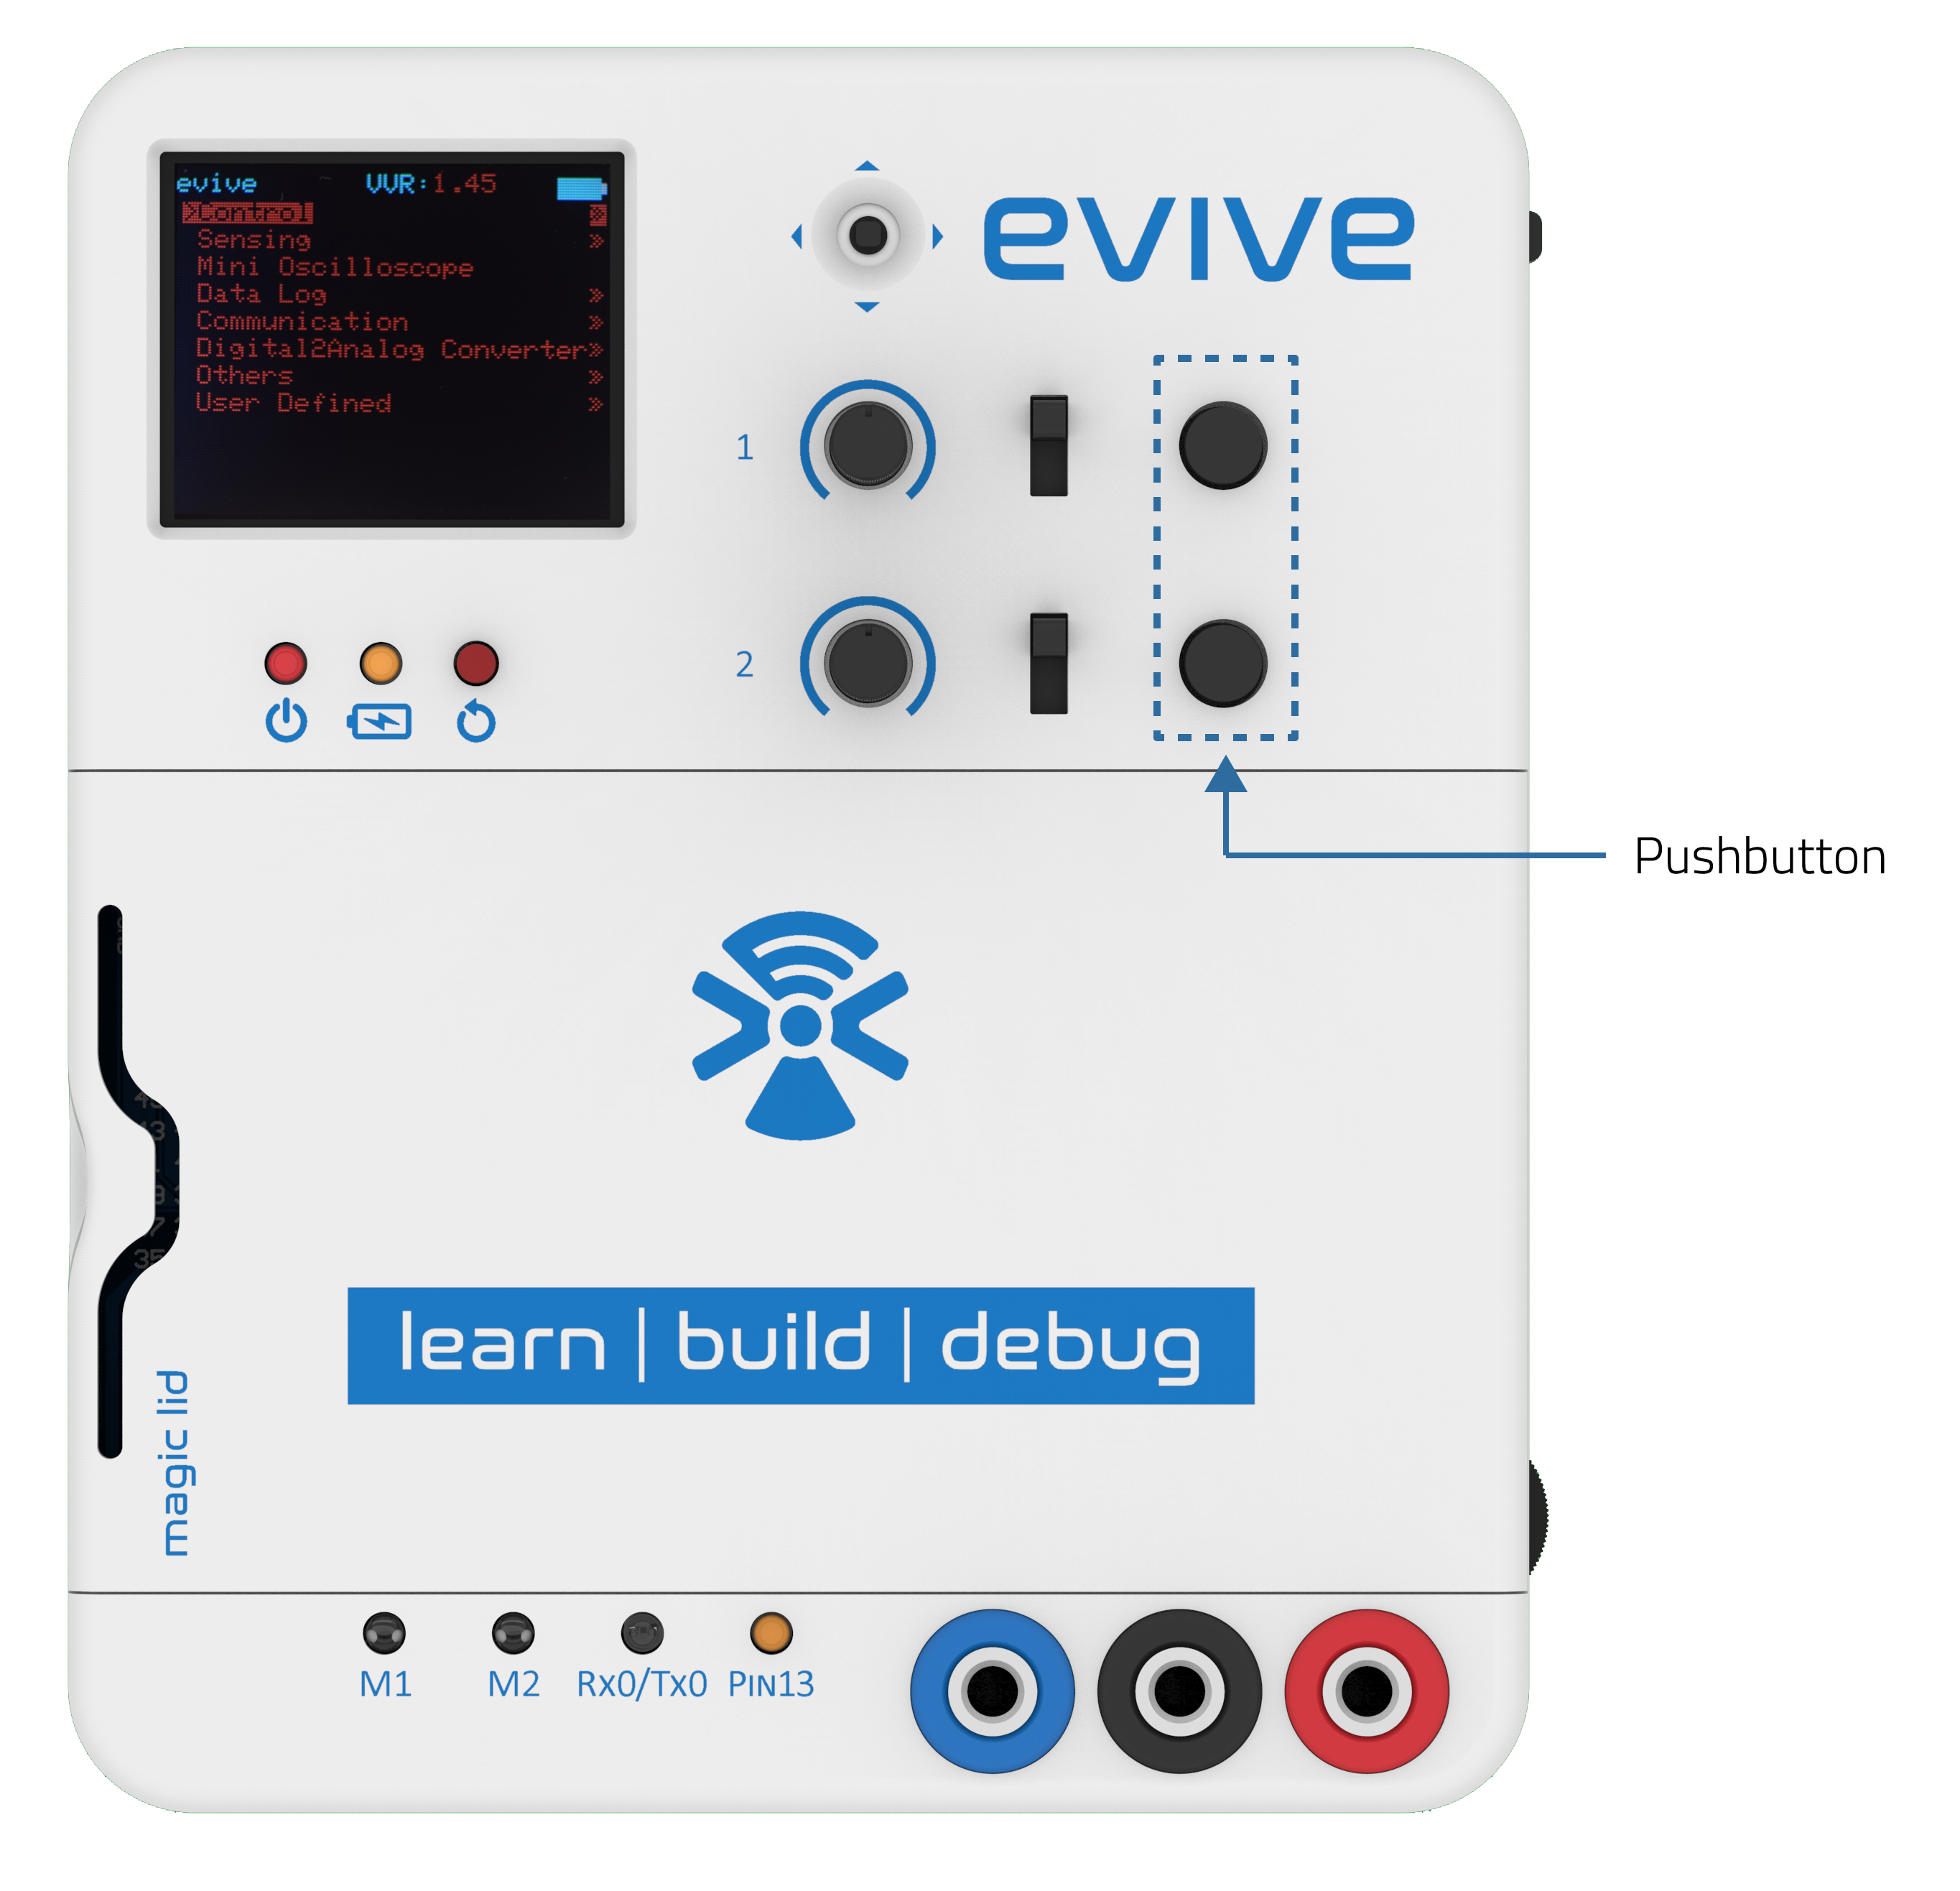 evive VVR:1.45
Control
Sensing
Mini Oscilloscope
Data Log
Communication
Digital2Analog Converter
Others
User Defined
evive
1
2
Pushbutton
learn | build | debug
magic lid
M1 M2 Rx0/Tx0 Pin13